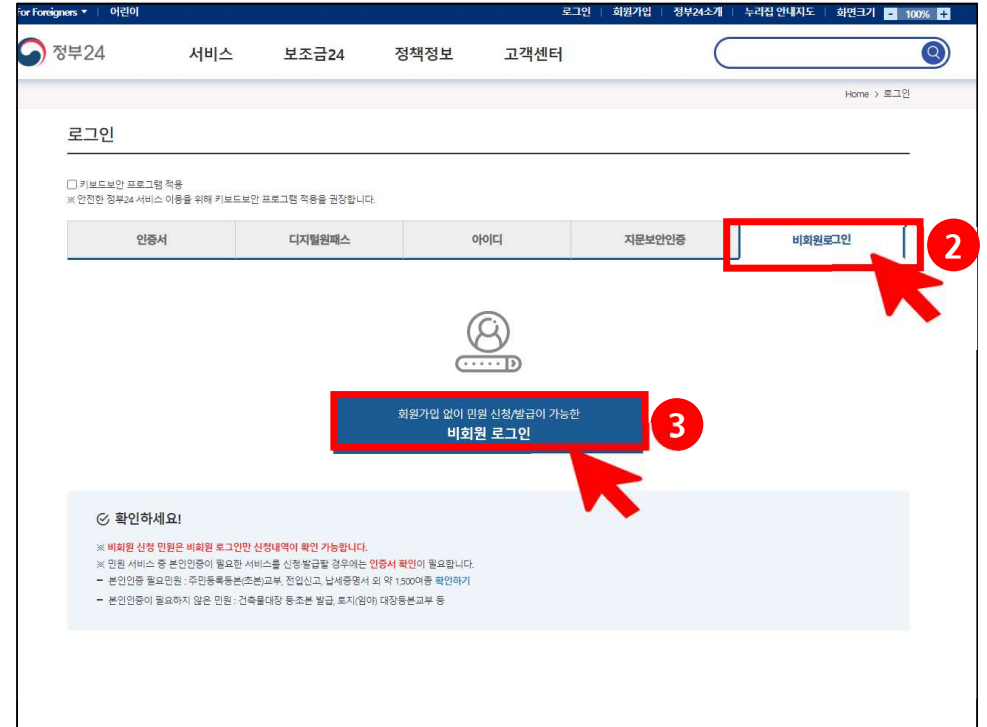 For Foreigners ▾ 어린이 로그인 회원가입 정부24소개 누리집 안내지도 화면크기 - 100% +
정부24 서비스 보조금24 정책정보 고객센터
Home > 로그인
로그인
키보드보안 프로그램 적용
※ 안전한 정부24 서비스 이용을 위해 키보드보안 프로그램 적용을 권장합니다.
인증서 디지털원패스 아이디 지문보안인증 비회원로그인 2
회원가입 없이 민원 신청/발급이 가능한
비회원 로그인 3
확인하세요!
※ 비회원 신청 민원은 비회원 로그인만 신청내역이 확인 가능합니다.
※ 민원 서비스 중 본인인증이 필요한 서비스를 신청·발급할 경우에는 인증서 확인이 필요합니다.
- 본인인증 필요민원 : 주민등록등본(초본)교부, 전입신고, 납세증명서 외 약 1,500여종 확인하기
- 본인인증이 필요하지 않은 민원 : 건축물대장 등·초본 발급, 토지(임야) 대장등본교부 등